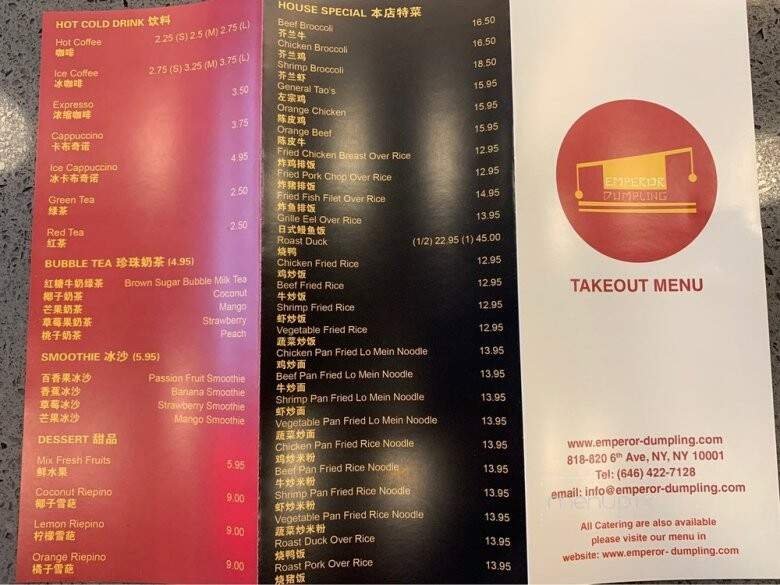 HOT COLD DRINK 饮料
Hot Coffee 2.25 (S) 2.5 (M) 2.75 (L)
咖啡
Ice Coffee 2.75 (S) 3.25 (M) 3.75 (L)
冰咖啡
Expresso 3.50
浓缩咖啡
Cappuccino 3.75
卡布奇诺
Ice Cappuccino 4.95
冰卡布奇诺
Green Tea 2.50
绿茶
Red Tea 2.50
紅茶
BUBBLE TEA 珍珠奶茶 (4.95)
红糖牛奶绿茶 Brown Sugar Bubble Milk Tea
椰子奶茶 Coconut
芒果奶茶 Mango
草莓果奶茶 Strawberry
桃子奶茶 Peach
SMOOTHIE 冰沙 (5.95)
百香果冰沙 Passion Fruit Smoothie
香蕉冰沙 Banana Smoothie
草莓冰沙 Strawberry Smoothie
芒果冰沙 Mango Smoothie
DESSERT 甜品
Mix Fresh Fruits 5.95
鲜水果
Coconut Riepino 9.00
椰子雪葩
Lemon Riepino 9.00
柠檬雪葩
Orange Riepino 9.00
橘子雪葩
HOUSE SPECIAL 本店特菜
Beef Broccoli 16.50
芥兰牛
Chicken Broccoli 16.50
芥兰鸡
Shrimp Broccoli 18.50
芥兰虾
General Tao's 15.95
左宗鸡
Orange Chicken 15.95
陈皮鸡
Orange Beef 15.95
陈皮牛
Fried Chicken Breast Over Rice 12.95
炸鸡排饭
Fried Pork Chop Over Rice 12.95
炸猪排饭
Fried Fish Filet Over Rice 14.95
炸鱼排饭
Grille Eel Over Rice 13.95
日式鳗鱼饭
Roast Duck (1/2) 22.95 (1) 45.00
烧鸭
Chicken Fried Rice 12.95
鸡炒饭
Beef Fried Rice 12.95
牛炒饭
Shrimp Fried Rice 12.95
虾炒饭
Vegetable Fried Rice 12.95
蔬菜炒饭
Chicken Pan Fried Lo Mein Noodle 13.95
鸡炒面
Beef Pan Fried Lo Mein Noodle 13.95
牛炒面
Shrimp Pan Fried Lo Mein Noodle 13.95
虾炒面
Vegetable Pan Fried Lo Mein Noodle 13.95
蔬菜炒面
Chicken Pan Fried Rice Noodle 13.95
鸡炒米粉
Beef Pan Fried Rice Noodle 13.95
牛炒米粉
Shrimp Pan Fried Rice Noodle 13.95
虾炒米粉
Vegetable Pan Fried Rice Noodle 13.95
蔬菜炒米粉
Roast Duck Over Rice 13.95
烧鸭饭
Roast Pork Over Rice 13.95
烧猪饭
EMPEROR
DUMPLING
TAKEOUT MENU
www.emperor-dumpling.com
818-820 6th Ave, NY, NY 10001
Tel: (646) 422-7128
email: info@emperor-dumpling.com
All Catering are also available
please visite our menu in
website: www.emperor- dumpling.com